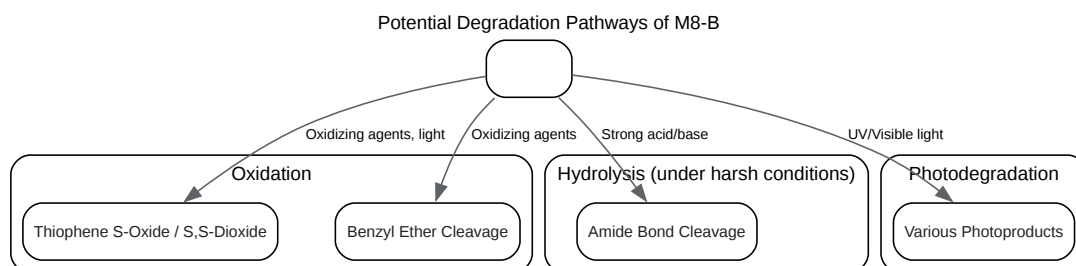 Potential Degradation Pathways of M8-B
Oxidizing agents, light
Oxidizing agents
Strong acid/base
UV/Visible light
Oxidation
Hydrolysis (under harsh conditions)
Photodegradation
Thiophene S-Oxide / S,S-Dioxide
Benzyl Ether Cleavage
Amide Bond Cleavage
Various Photoproducts